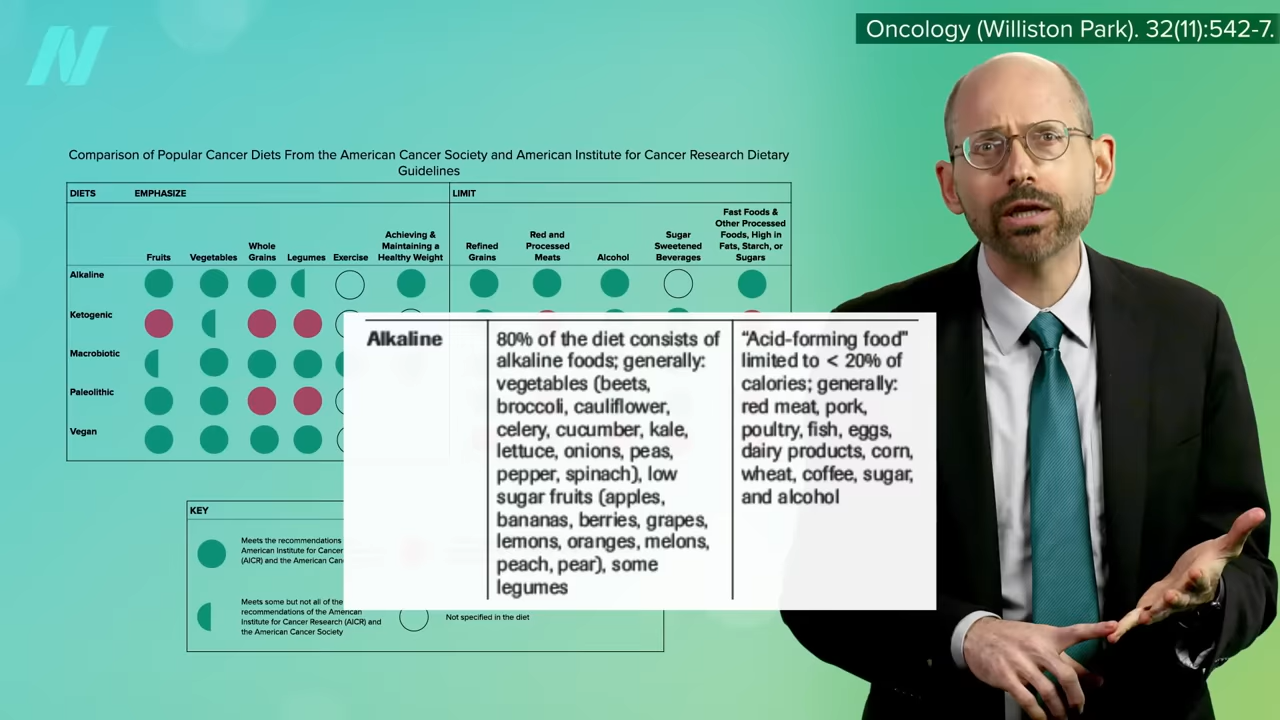 Oncology (Williston Park). 32(11):542-7.
Comparison of Popular Cancer Diets From the American Cancer Society and American Institute for Cancer Research Dietary
Guidelines
DIETS EMPHASIZE LIMIT
Fruits
Vegetables
Whole
Grains
Legumes
Exercise
Achieving &
Maintaining a
Healthy Weight
Refined
Grains
Red and
Processed
Meats
Alcohol
Sugar
Sweetened
Beverages
Fast Foods &
Other Processed
Foods, High in
Fats, Starch, or
Sugars
Alkaline
Ketogenic
Macrobiotic
Paleolithic
Vegan
Alkaline
80% of the diet consists of
alkaline foods; generally:
vegetables (beets,
broccoli, cauliflower,
celery, cucumber, kale,
lettuce, onions, peas,
pepper, spinach), low
sugar fruits (apples,
bananas, berries, grapes,
lemons, oranges, melons,
peach, pear), some
legumes
"Acid-forming food"
limited to < 20% of
calories; generally:
red meat, pork,
poultry, fish, eggs,
dairy products, corn,
wheat, coffee, sugar,
and alcohol
KEY
Meets the recommendations
American Institute for Cancer
(AICR) and the American
Meets some but not all of the
recommendations of the American
Institute for Cancer Research (AICR) and
the American Cancer Society
Not specified in the diet